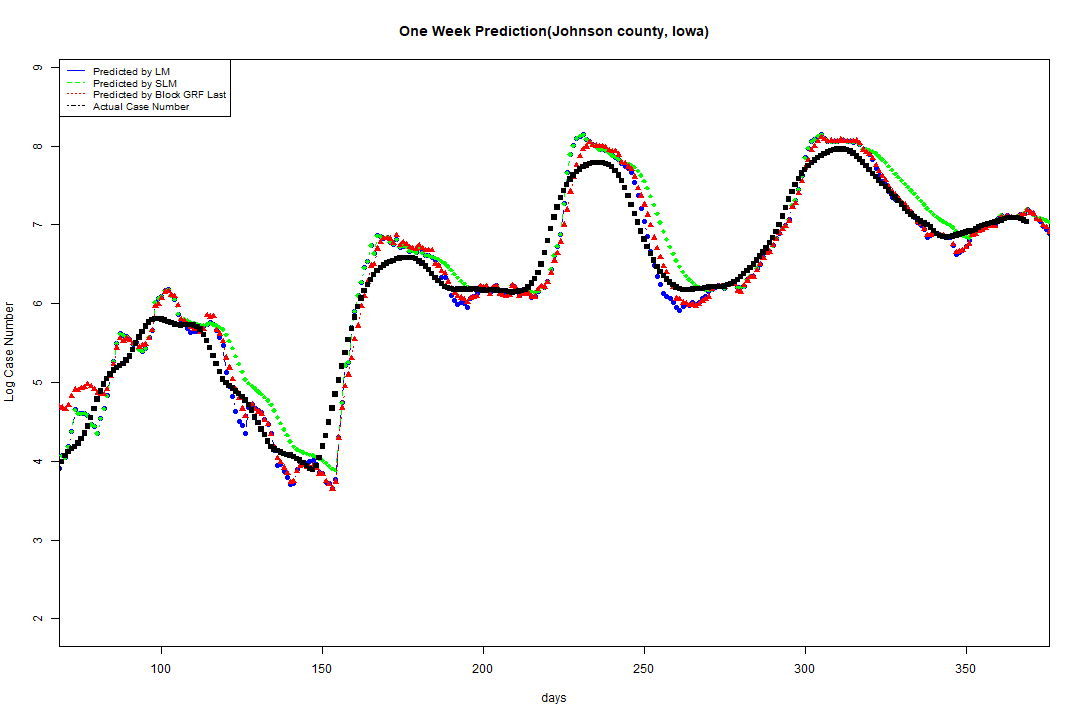 One Week Prediction(Johnson county, Iowa)
Predicted by LM
Predicted by SLM
Predicted by Block GRF Last
Actual Case Number
9
8
7
6
5
4
3
2
Log Case Number
100 150 200 250 300 350
days